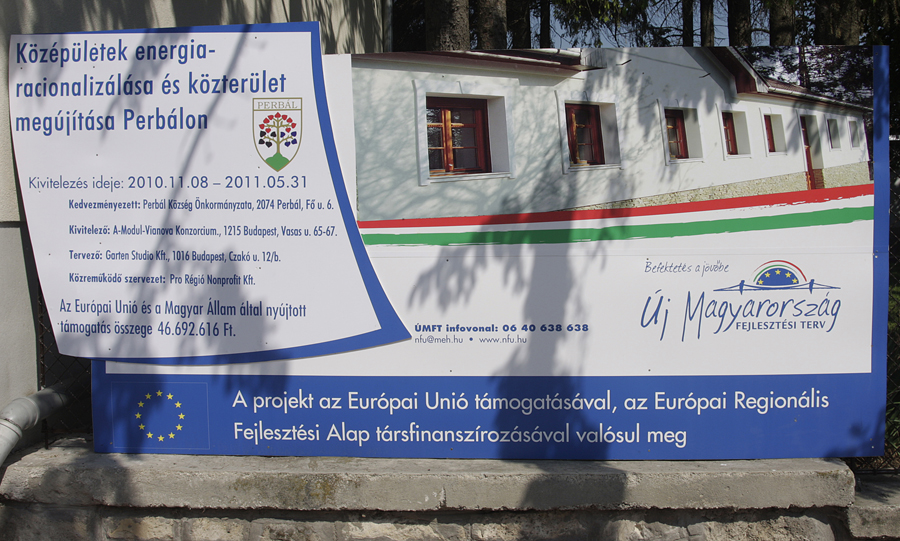 Középületek energia-
racionalizálása és közterület
megújítása Perbálon
PERBÁL
Kivitelezés ideje: 2010.11.08 – 2011.05.31
Kedvezményezett: Perbál Község Önkormányzata, 2074 Perbál, Fő u. 6.
Kivitelező: A-Modul-Vianova Konzorcium., 1215 Budapest, Vasas u. 65-67.
Tervező: Garten Studio Kft., 1016 Budapest, Czakó u. 12/b.
Közreműködő szervezet: Pro Régió Nonprofit Kft.
Az Európai Unió és a Magyar Állam által nyújtott
támogatás összege 46.692.616 Ft.
ÚMFT infovonal: 06 40 638 638
nfu@meh.hu • www.nfu.hu
Befektetés a jövőbe
Új Magyarország
FEJLESZTÉSI TERV
A projekt az Európai Unió támogatásával, az Európai Regionális
Fejlesztési Alap társfinanszírozásával valósul meg